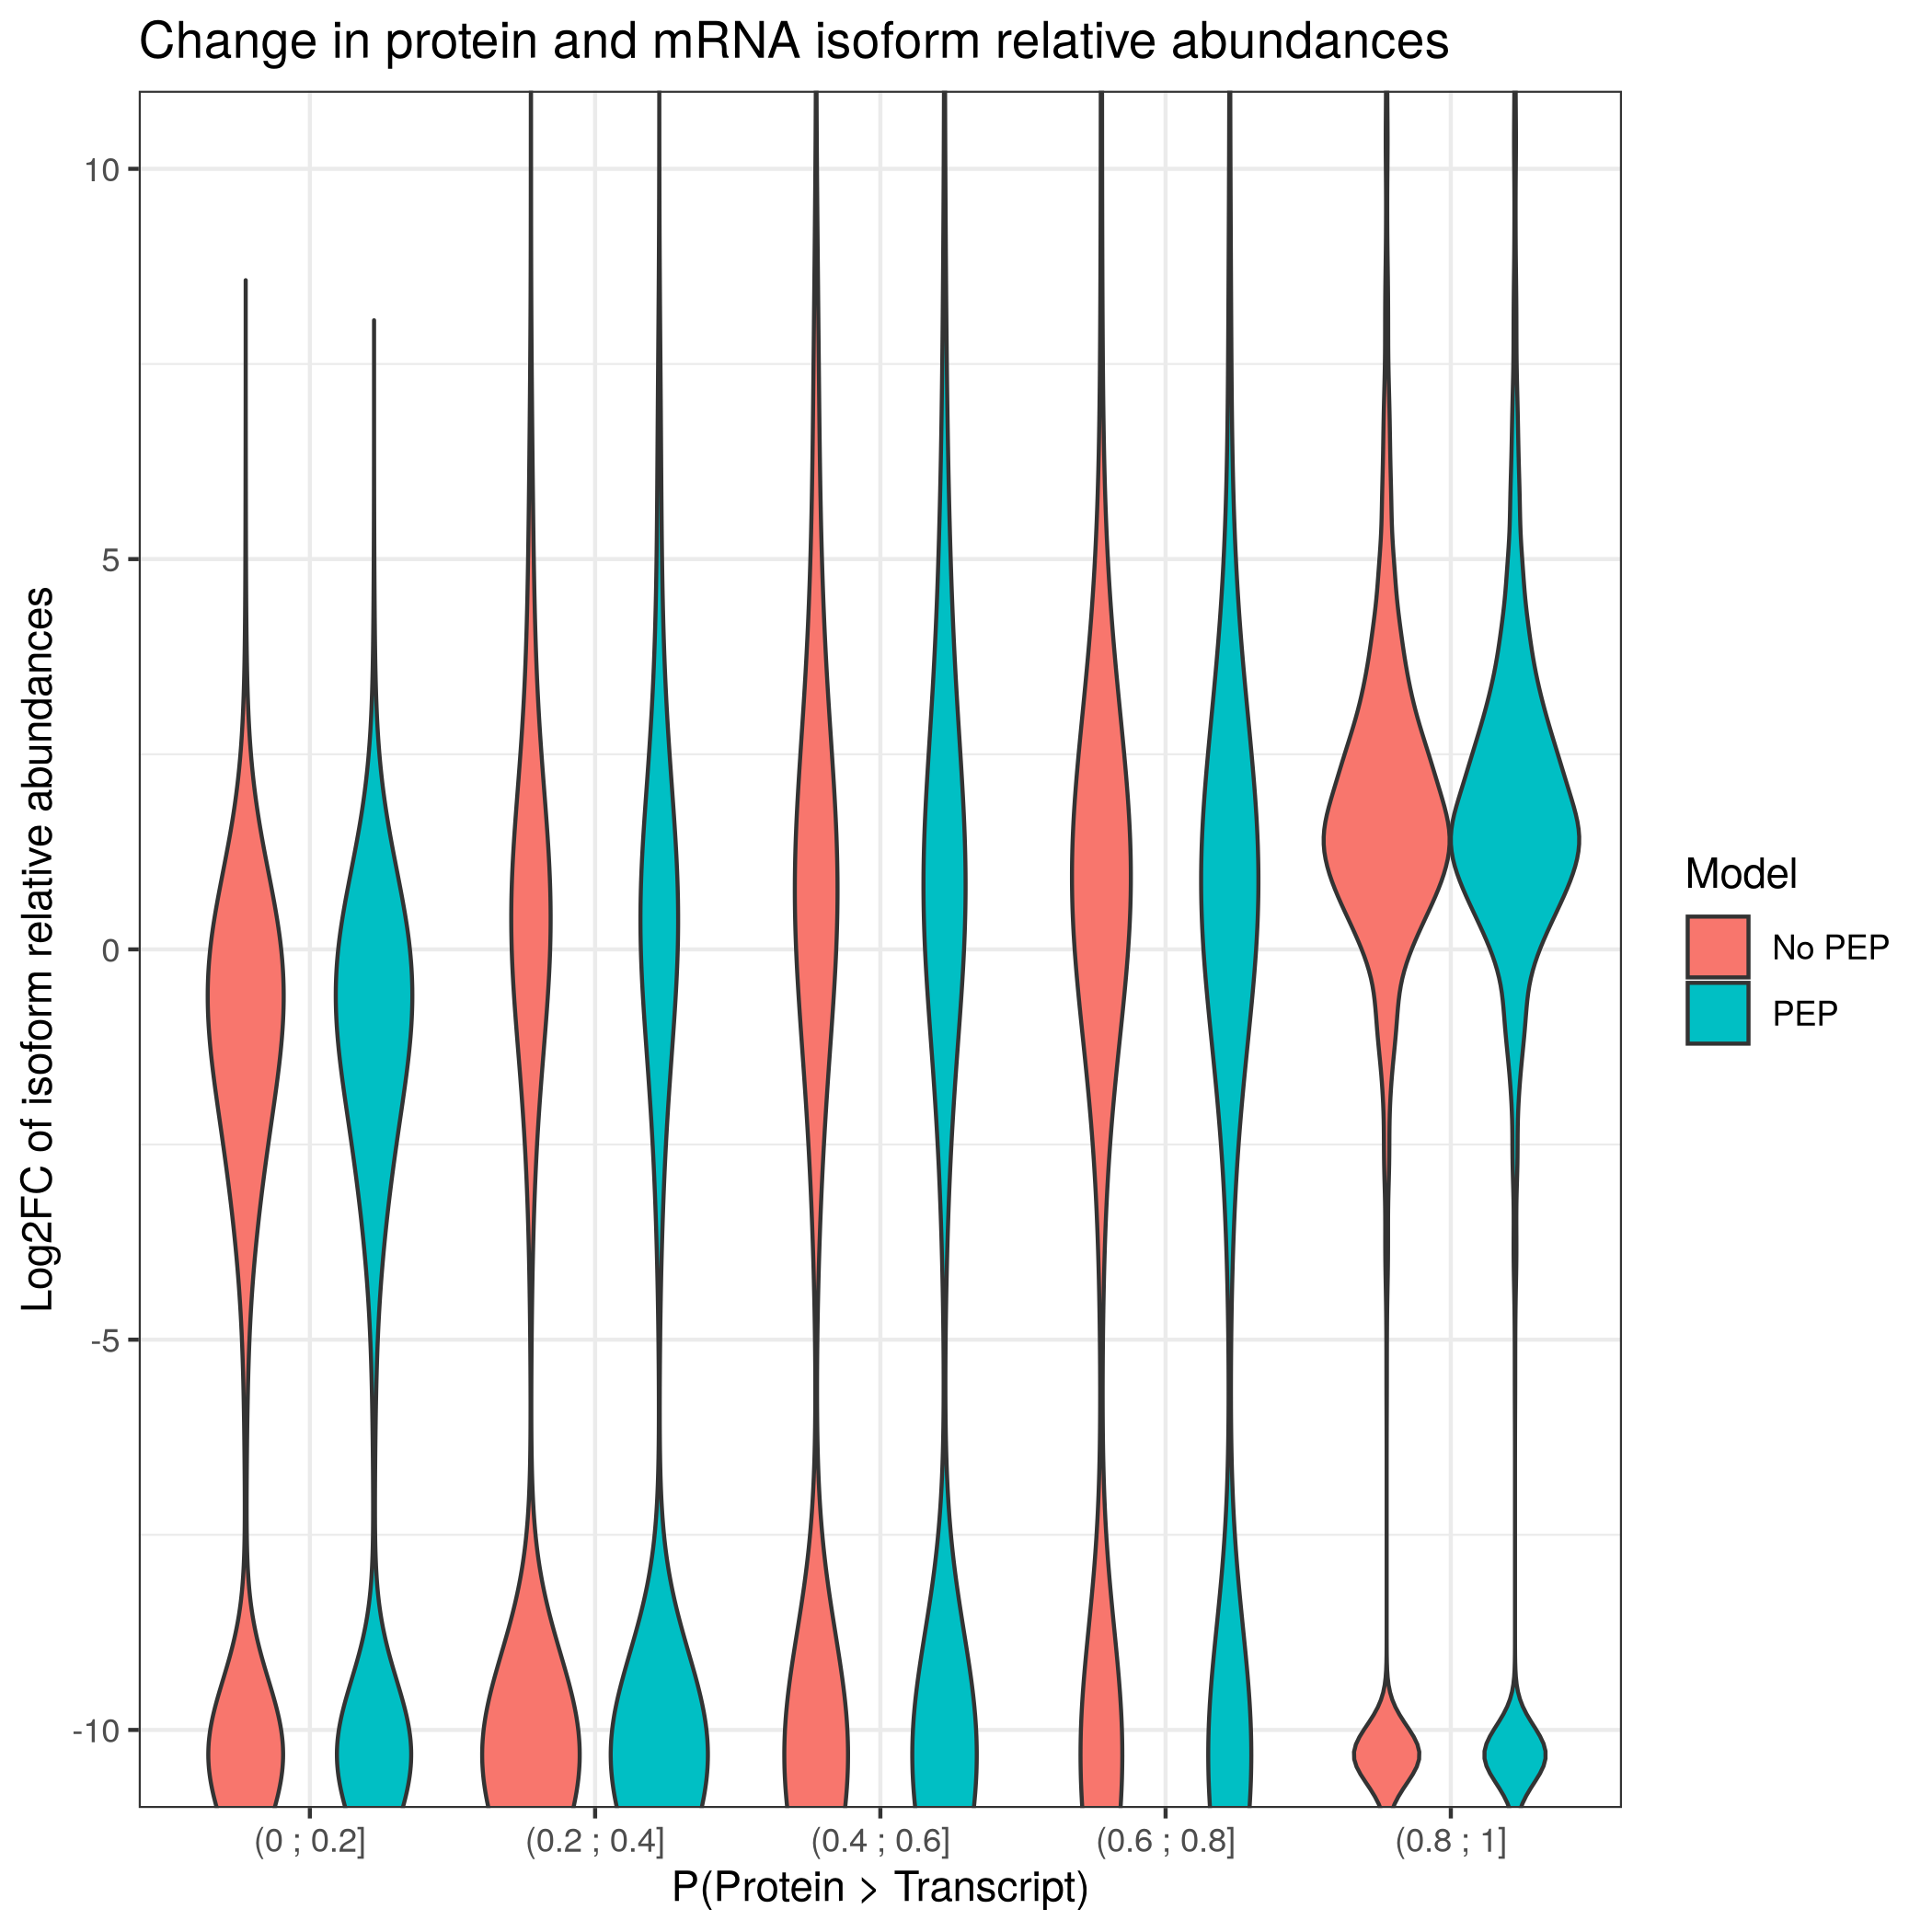 Change in protein and mRNA isoform relative abundances
Log2FC of isoform relative abundances
10
5
0
-5
-10
(0 ; 0.2]
(0.2 ; 0.4]
(0.4 ; 0.6]
(0.6 ; 0.8]
(0.8 ; 1]
P(Protein > Transcript)
Model
No PEP
PEP